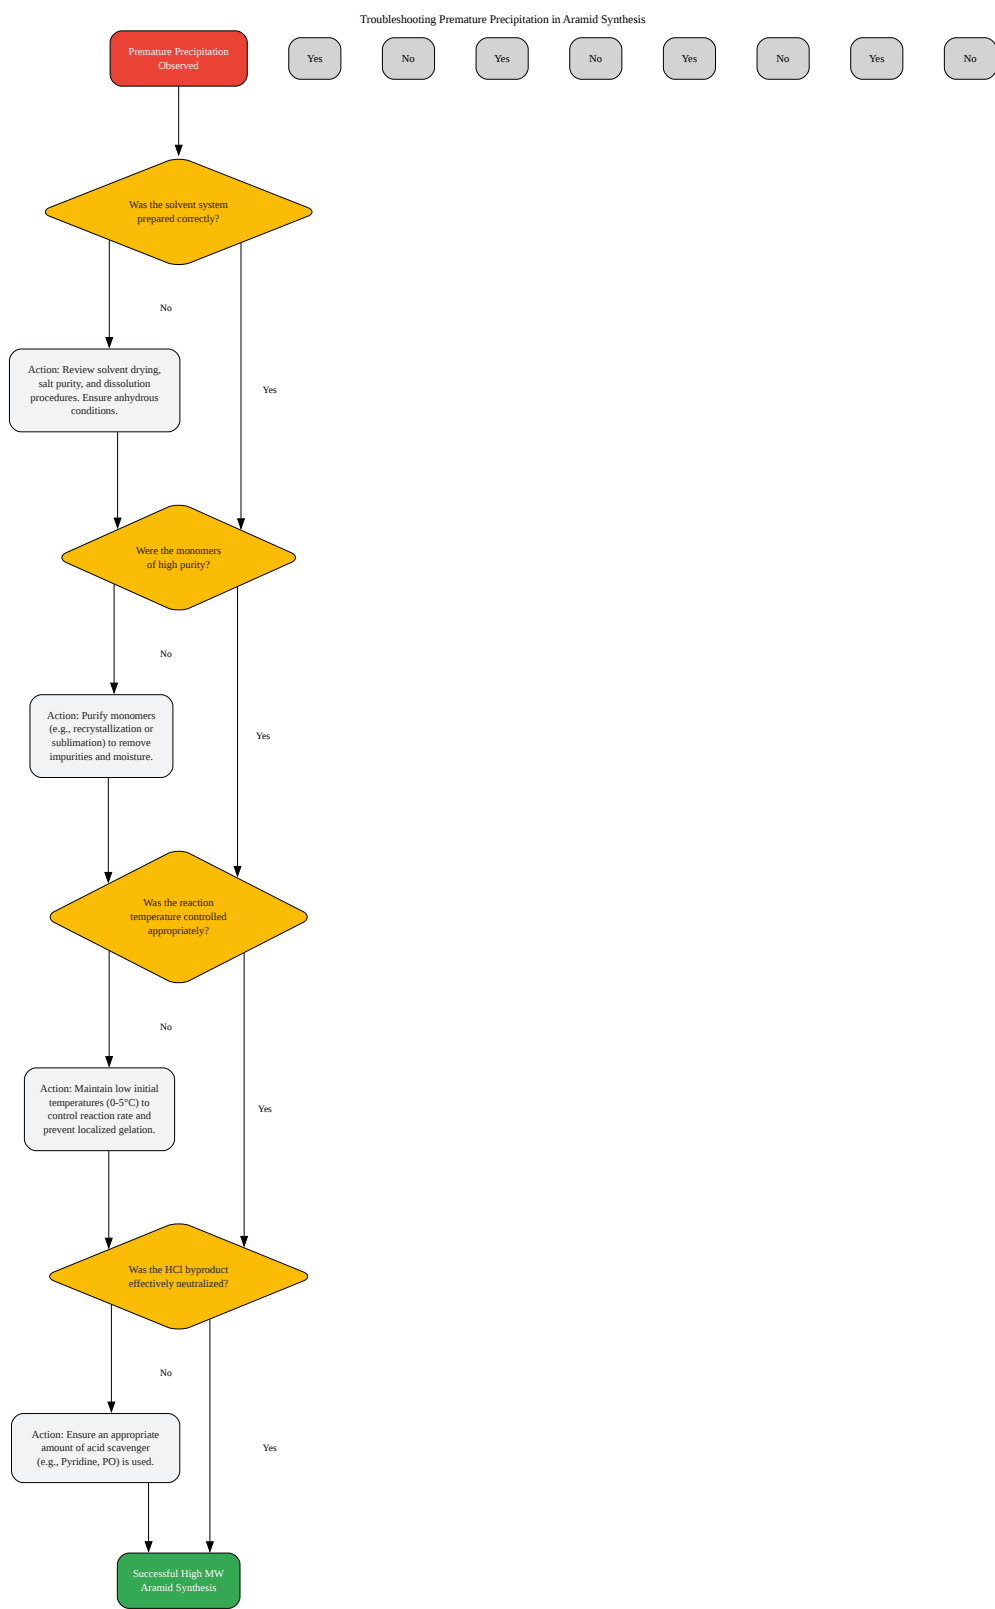 Troubleshooting Premature Precipitation in Aramid Synthesis
Premature Precipitation
Observed
Yes
No
Yes
No
Yes
No
Yes
No
Was the solvent system
prepared correctly?
No
Action: Review solvent drying,
salt purity, and dissolution
procedures. Ensure anhydrous
conditions.
Yes
Were the monomers
of high purity?
No
Action: Purify monomers
(e.g., recrystallization or
sublimation) to remove
impurities and moisture.
Yes
Was the reaction
temperature controlled
appropriately?
No
Action: Maintain low initial
temperatures (0-5°C) to
control reaction rate and
prevent localized gelation.
Yes
Was the HCl byproduct
effectively neutralized?
No
Action: Ensure an appropriate
amount of acid scavenger
(e.g., Pyridine, PO) is used.
Yes
Successful High MW
Aramid Synthesis